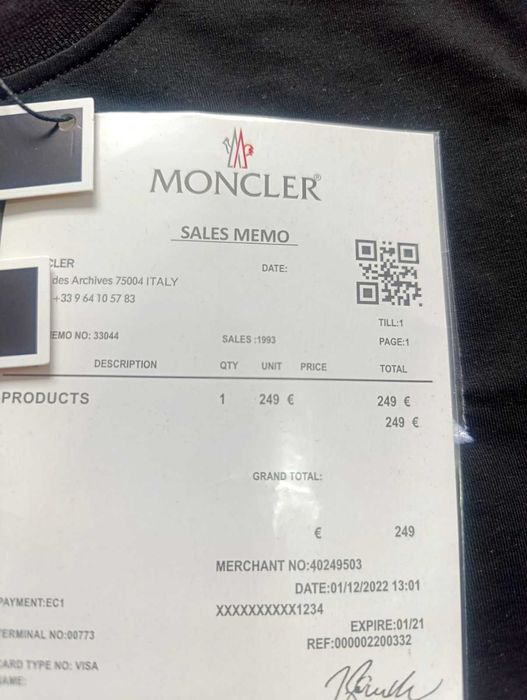 MONCLER®
SALES MEMO
CLER
DATE:
des Archives 75004 ITALY
+33 9 64 10 57 83
TILL:1
EMO NO: 33044
SALES :1993
PAGE:1
DESCRIPTION QTY UNIT PRICE TOTAL
PRODUCTS 1 249 € 249 €
249 €
GRAND TOTAL:
€ 249
MERCHANT NO:40249503
DATE:01/12/2022 13:01
PAYMENT:EC1
XXXXXXXXXX1234
EXPIRE:01/21
ERMINAL NO:00773
REF:000002200332
CARD TYPE NO: VISA
NAME: